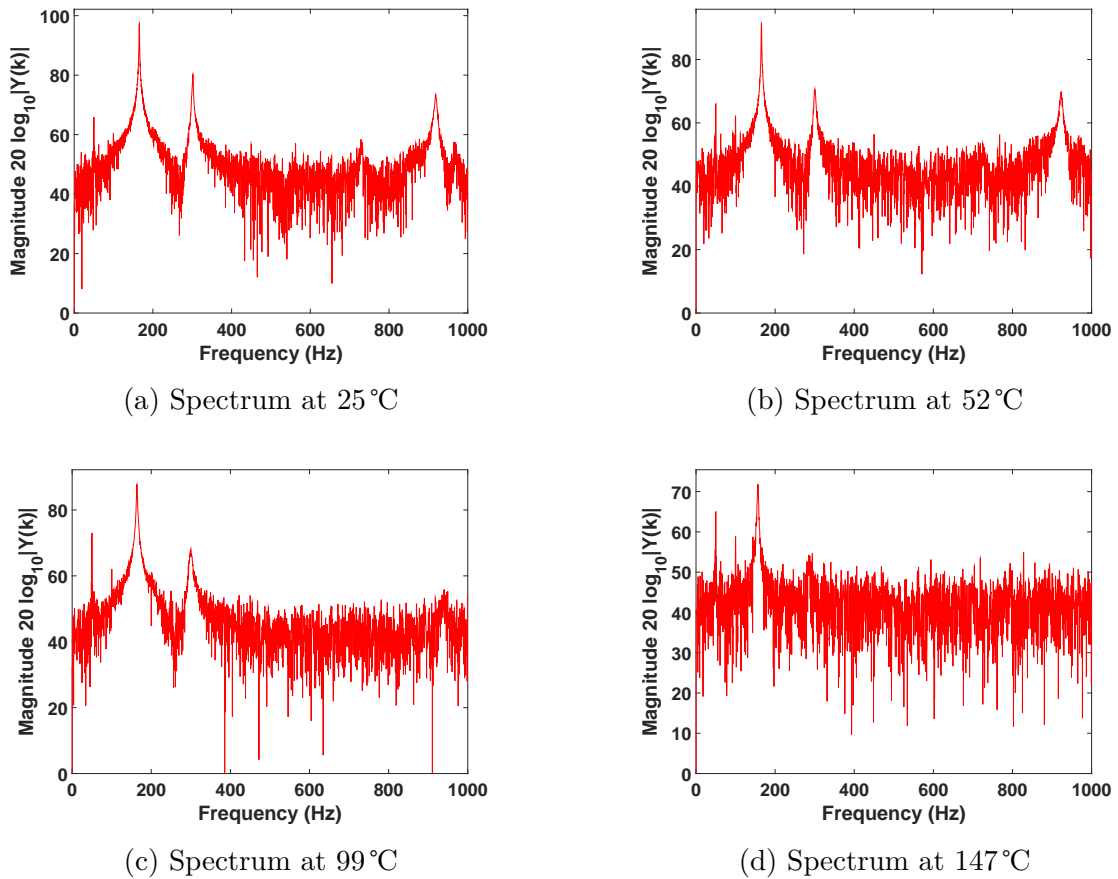 100
80
60
40
20
0
0 200 400 600 800 1000
Magnitude 20 log10|Y(k)|
Frequency (Hz)
(a) Spectrum at 25°C
80
60
40
20
0
0 200 400 600 800 1000
Magnitude 20 log10|Y(k)|
Frequency (Hz)
(b) Spectrum at 52°C
80
60
40
20
0
0 200 400 600 800 1000
Magnitude 20 log10|Y(k)|
Frequency (Hz)
(c) Spectrum at 99°C
70
60
50
40
30
20
10
0
0 200 400 600 800 1000
Magnitude 20 log10|Y(k)|
Frequency (Hz)
(d) Spectrum at 147°C